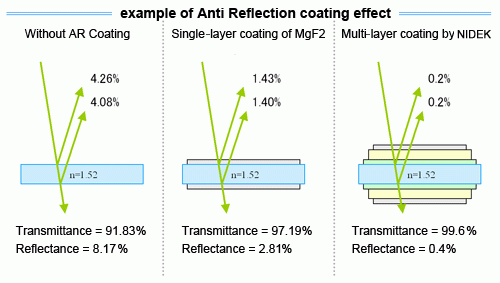 example of Anti Reflection coating effect
Without AR Coating
4.26%
4.08%
n=1.52
Transmittance = 91.83%
Reflectance = 8.17%
Single-layer coating of MgF2
1.43%
1.40%
n=1.52
Transmittance = 97.19%
Reflectance = 2.81%
Multi-layer coating by NIDEK
0.2%
0.2%
n=1.52
Transmittance = 99.6%
Reflectance = 0.4%